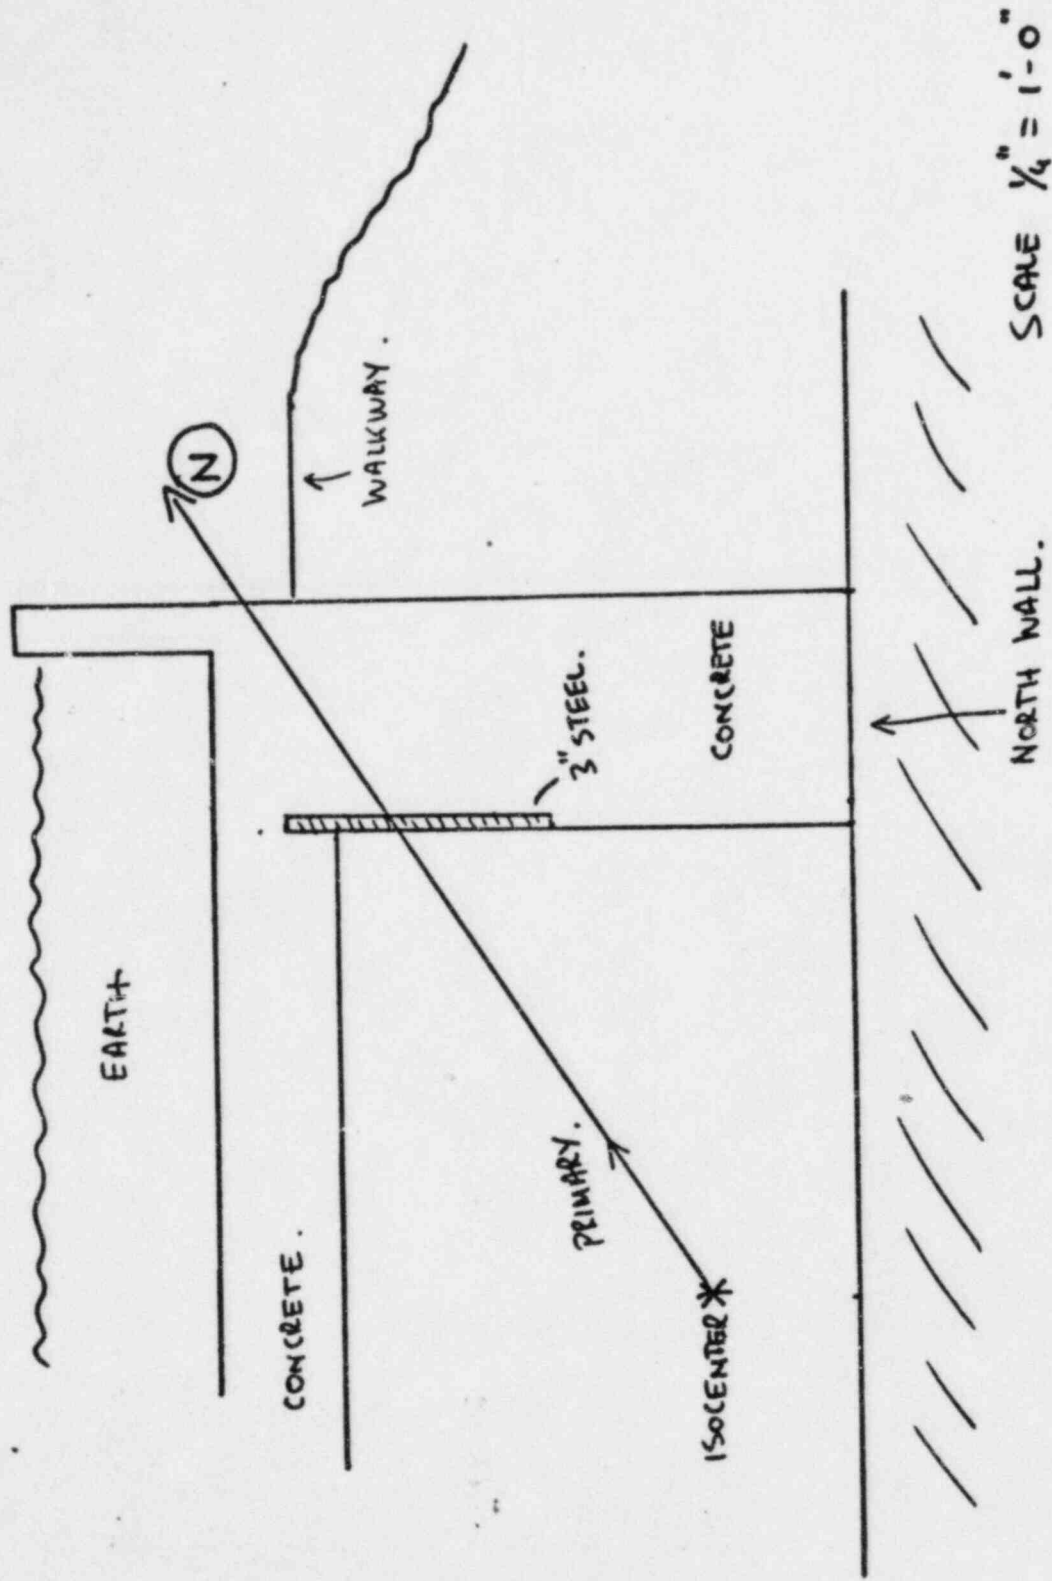 EARTH
N
WALKWAY.
CONCRETE.
3" STEEL.
CONCRETE
PRIMARY.
ISOCENTER
NORTH WALL.
SCALE 1/4" = 1'-0"